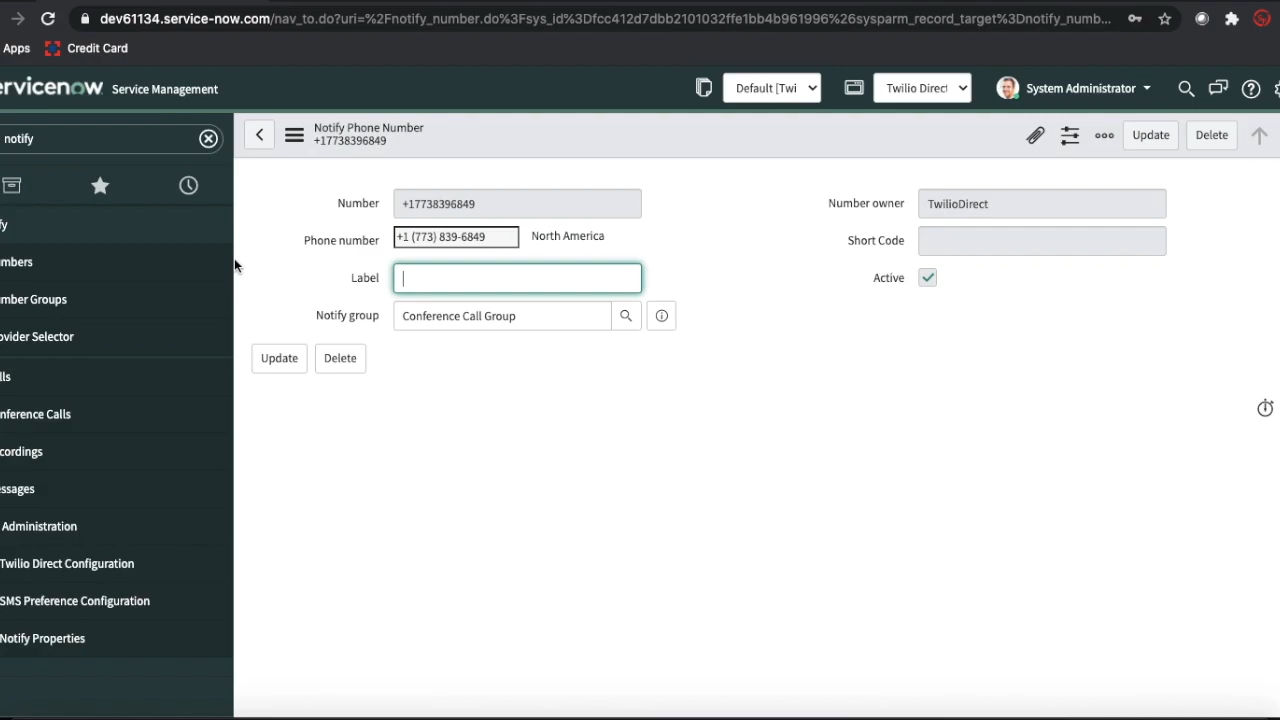 dev61134.service-now.com/nav_to.do?uri=%2Fnotify_number.do%3Fsys_id%3Dfcc412d7dbb2101032ffe1bb4b961996%26sysparm_record_target%3Dnotify_numb...
Apps Credit Card
ervicenow Service Management
Default [Twi
Twilio Direct
System Administrator
notify
Notify Phone Number
+17738396849
Update Delete
fy
umbers
umber Groups
ovider Selector
lls
nference Calls
cordings
essages
Administration
Twilio Direct Configuration
SMS Preference Configuration
Notify Properties
Number +17738396849
Number owner TwilioDirect
Phone number +1 (773) 839-6849 North America
Short Code
Label
Active
Notify group Conference Call Group
Update Delete